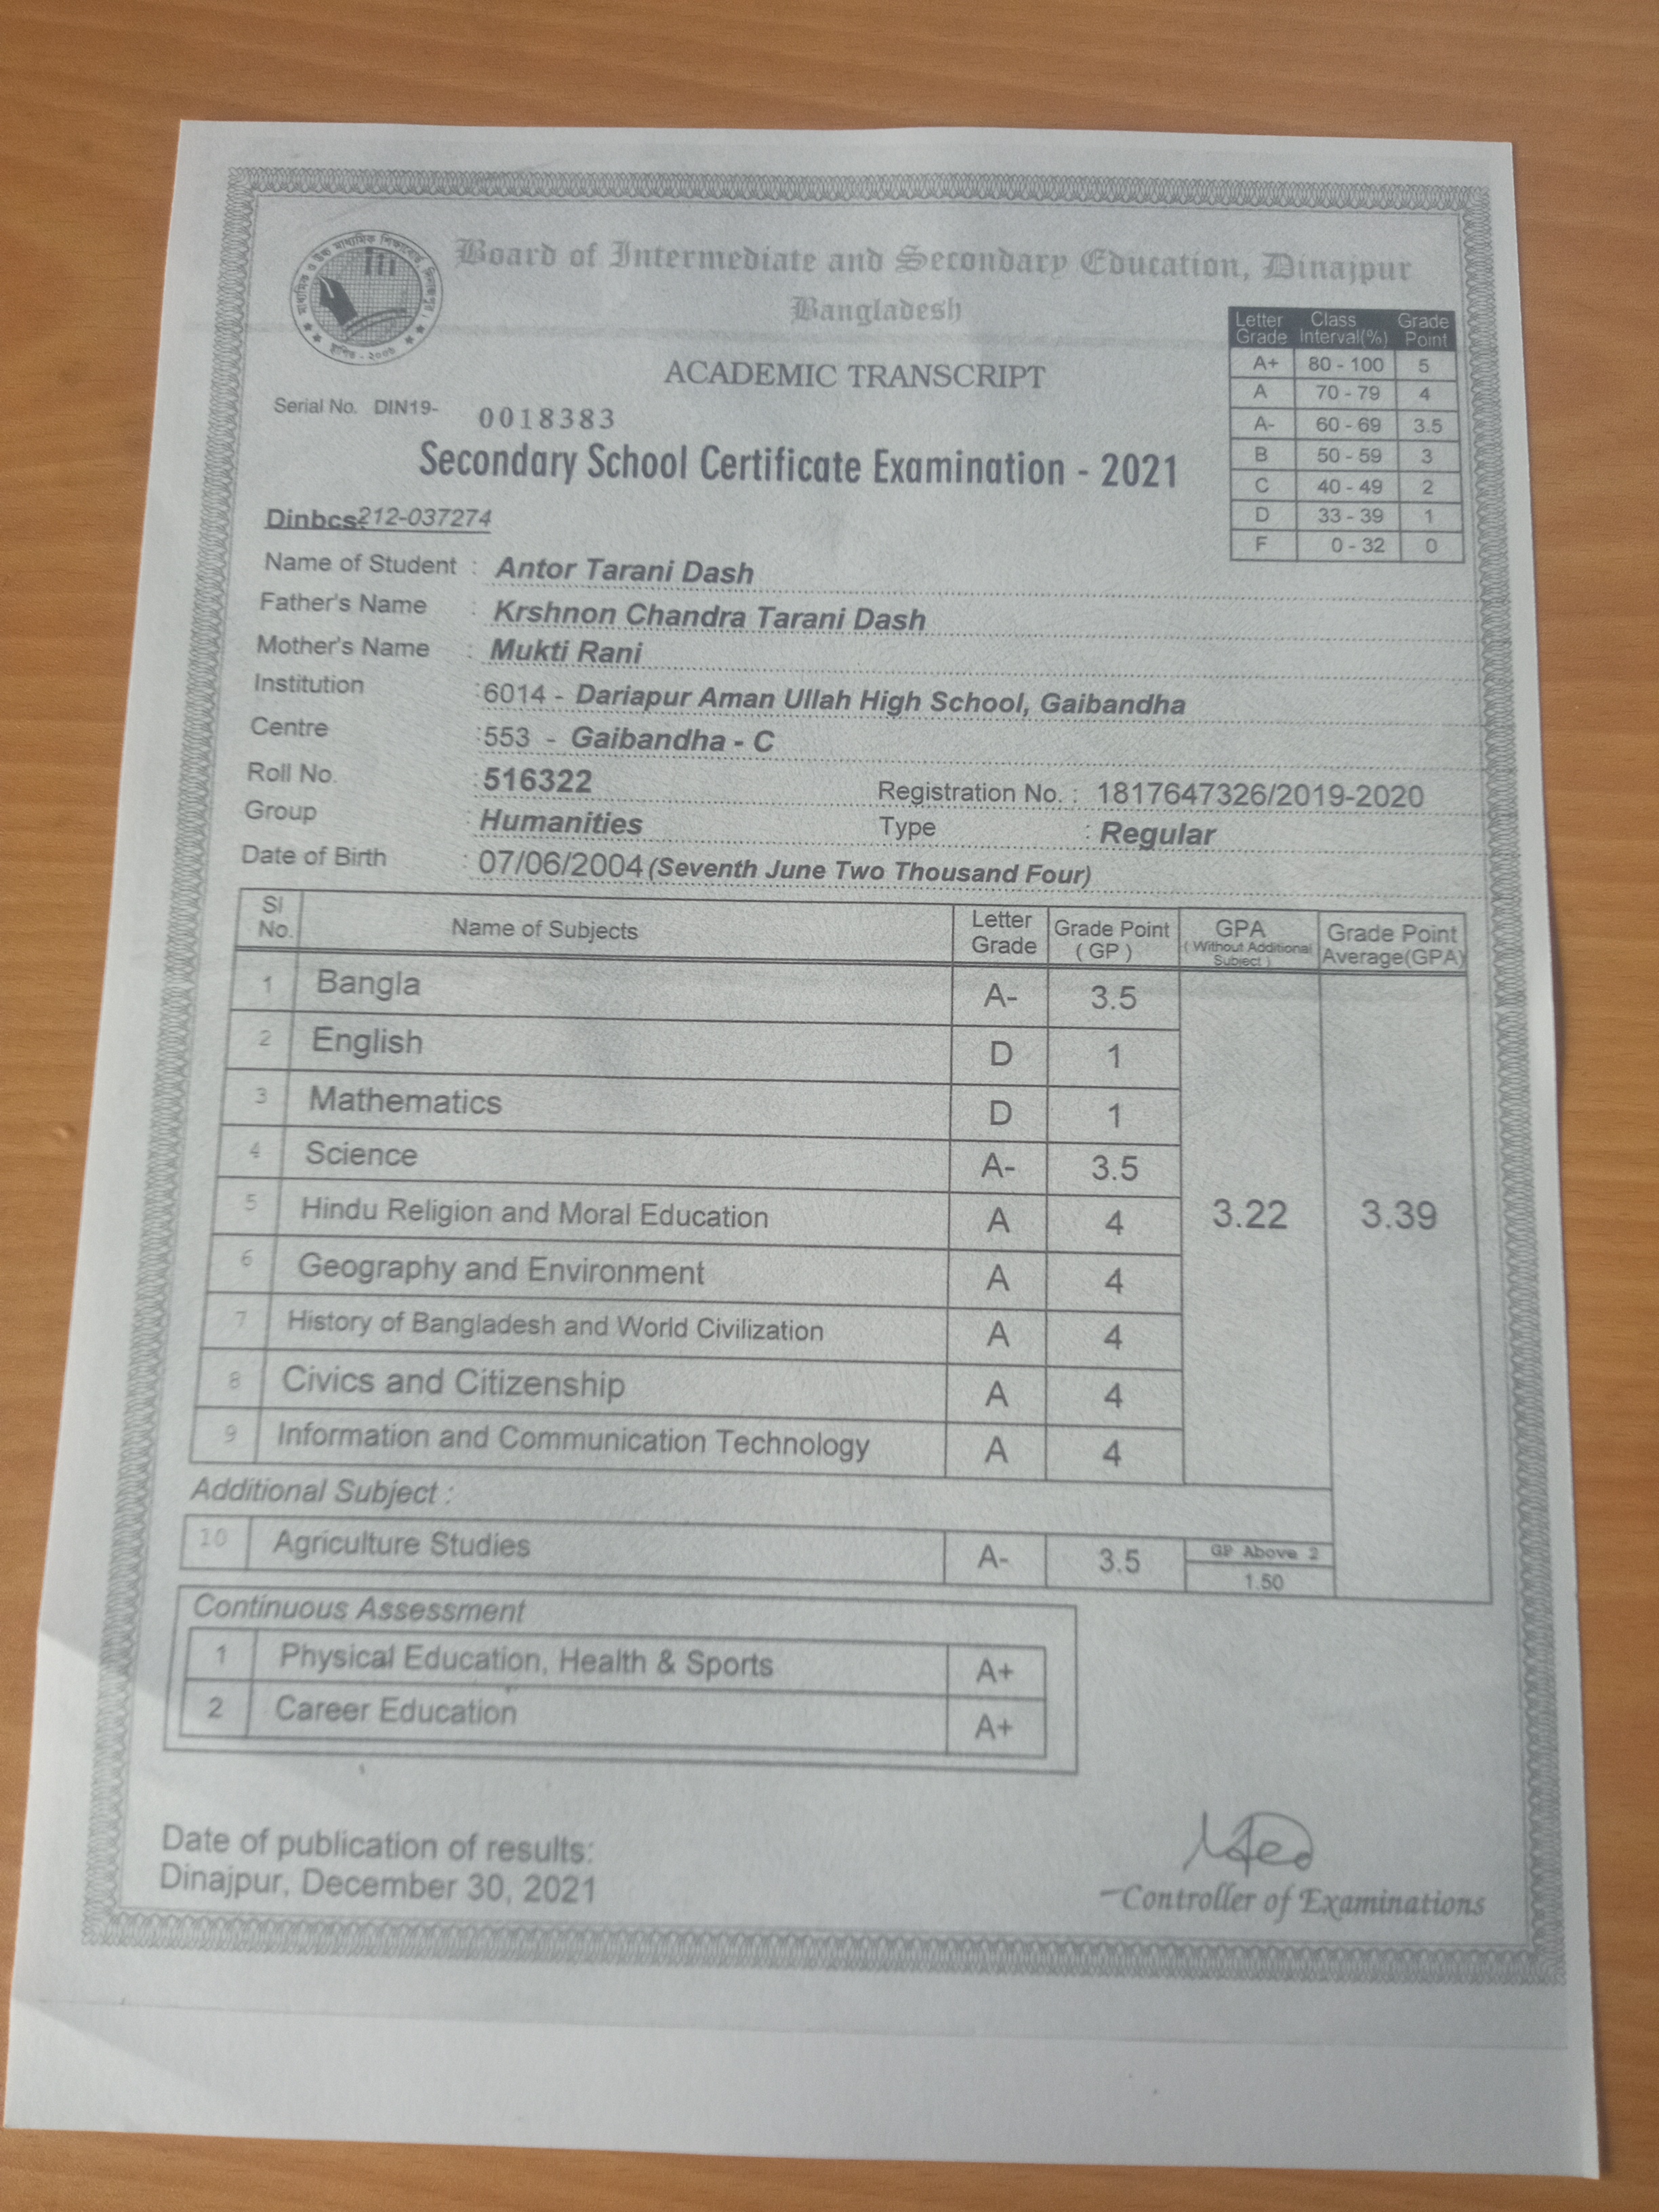 মাধ্যমিক ও উচ্চ মাধ্যমিক শিক্ষাবোর্ড দিনাজপুর।
স্থাপিত - ২০০৬
Board of Intermediate and Secondary Education, Dinajpur
Bangladesh
Letter Grade Class Interval(%) Grade Point
A+ 80 - 100 5
A 70 - 79 4
A- 60 - 69 3.5
B 50 - 59 3
C 40 - 49 2
D 33 - 39 1
F 0 - 32 0
ACADEMIC TRANSCRIPT
Serial No. DIN19- 0018383
Secondary School Certificate Examination - 2021
Dinbcs:212-037274
Name of Student : Antor Tarani Dash
Father's Name : Krshnon Chandra Tarani Dash
Mother's Name : Mukti Rani
Institution :6014 - Dariapur Aman Ullah High School, Gaibandha
Centre :553 - Gaibandha - C
Roll No. :516322 Registration No. : 1817647326/2019-2020
Group : Humanities Type : Regular
Date of Birth : 07/06/2004 (Seventh June Two Thousand Four)
Sl No. Name of Subjects Letter Grade Grade Point (GP) GPA (Without Additional Subject) Grade Point Average(GPA)
1 Bangla A- 3.5
2 English D 1
3 Mathematics D 1
4 Science A- 3.5
5 Hindu Religion and Moral Education A 4 3.22 3.39
6 Geography and Environment A 4
7 History of Bangladesh and World Civilization A 4
8 Civics and Citizenship A 4
9 Information and Communication Technology A 4
Additional Subject :
10 Agriculture Studies A- 3.5 GP Above 2
1.50
Continuous Assessment
1 Physical Education, Health & Sports A+
2 Career Education A+
Date of publication of results:
Dinajpur, December 30, 2021
Controller of Examinations